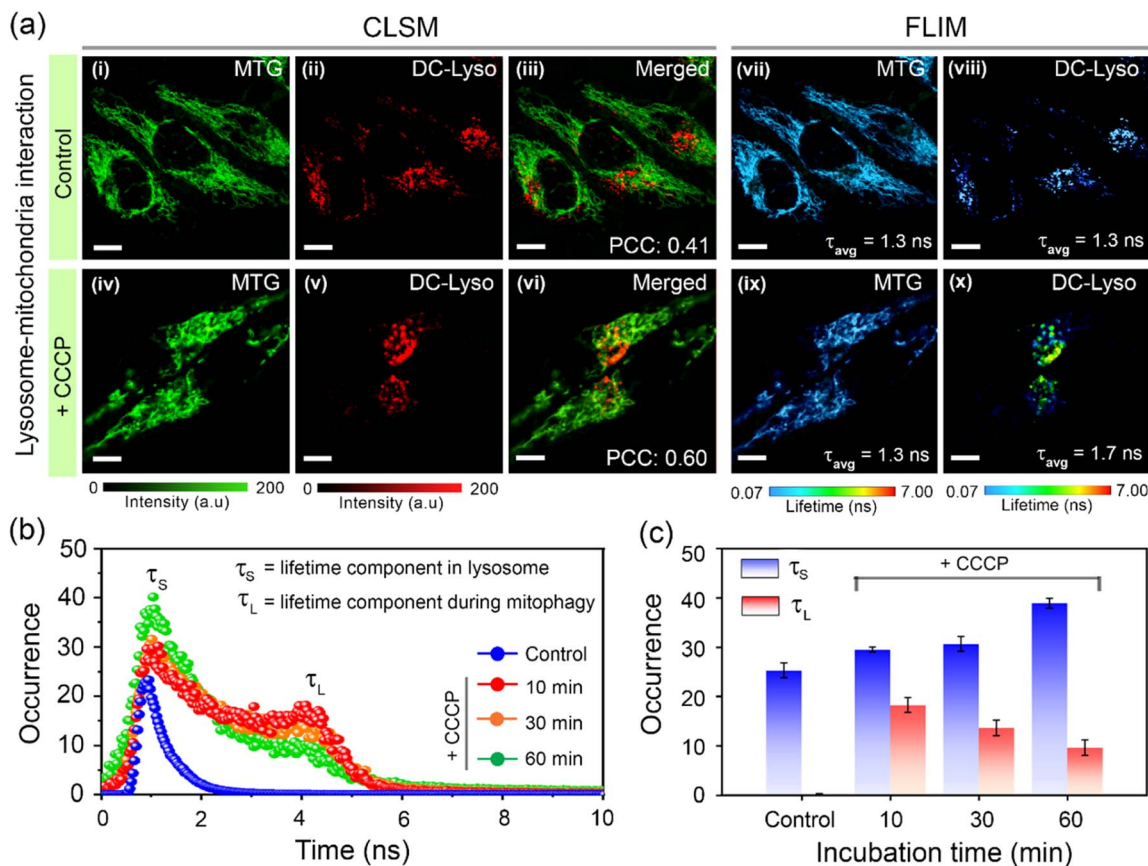 (a)
CLSM
FLIM
Lysosome-mitochondria interaction
Control
(i) MTG
(ii) DC-Lyso
(iii) Merged
PCC: 0.41
(vii) MTG
τavg = 1.3 ns
(viii) DC-Lyso
τavg = 1.3 ns
+ CCCP
(iv) MTG
(v) DC-Lyso
(vi) Merged
PCC: 0.60
(ix) MTG
τavg = 1.3 ns
(x) DC-Lyso
τavg = 1.7 ns
0 200
Intensity (a.u)
0 200
Intensity (a.u)
0.07 7.00
Lifetime (ns)
0.07 7.00
Lifetime (ns)
(b)
Occurrence
50
40
30
20
10
0
τS
τS = lifetime component in lysosome
τL = lifetime component during mitophagy
τL
Control
+ CCCP
10 min
30 min
60 min
0 2 4 6 8 10
Time (ns)
(c)
Occurrence
50
40
30
20
10
0
τS
τL
+ CCCP
Control 10 30 60
Incubation time (min)